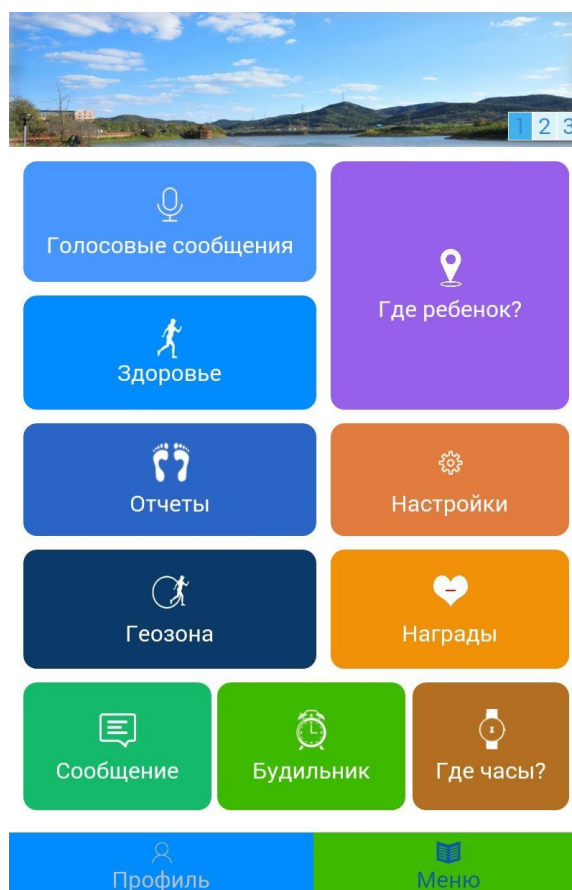 1 2 3
Голосовые сообщения
Где ребенок?
Здоровье
Отчеты
Настройки
Геозона
Награды
Сообщение
Будильник
Где часы?
Профиль
Меню